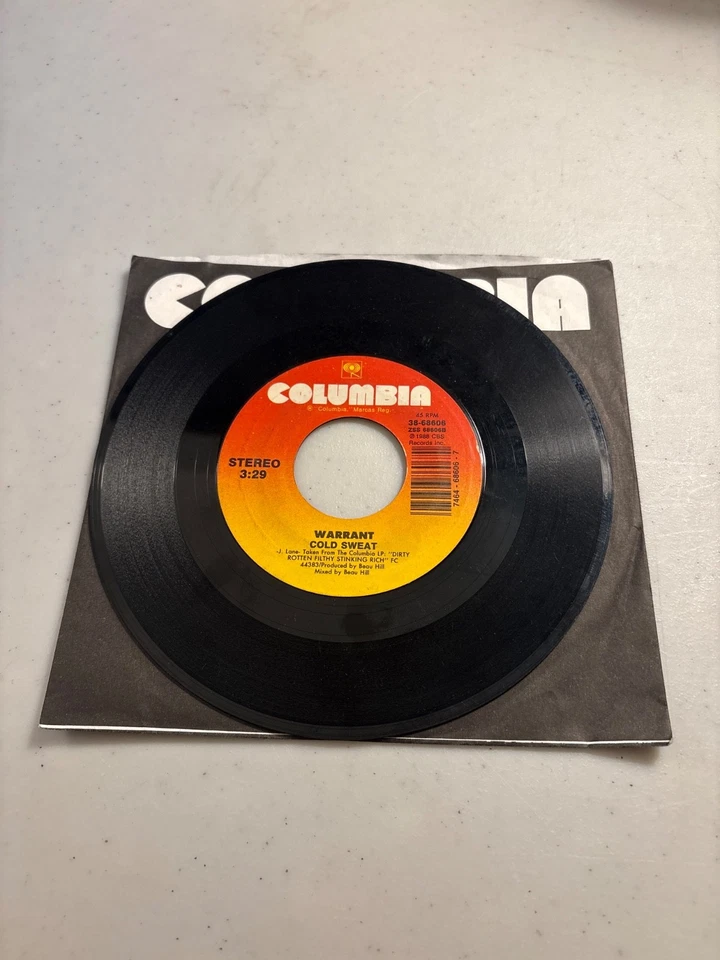 COLUMBIA
COLUMBIA
® "Columbia," Marcas Reg.
45 RPM
38-68606
ZSS 68606B
℗ 1988 CBS
Records Inc.
STEREO
3:29
7464-68606-7
WARRANT
COLD SWEAT
-J. Lane- Taken From The Columbia LP: "DIRTY
ROTTEN FILTHY STINKING RICH" FC
44383/Produced by Beau Hill
Mixed by Beau Hill